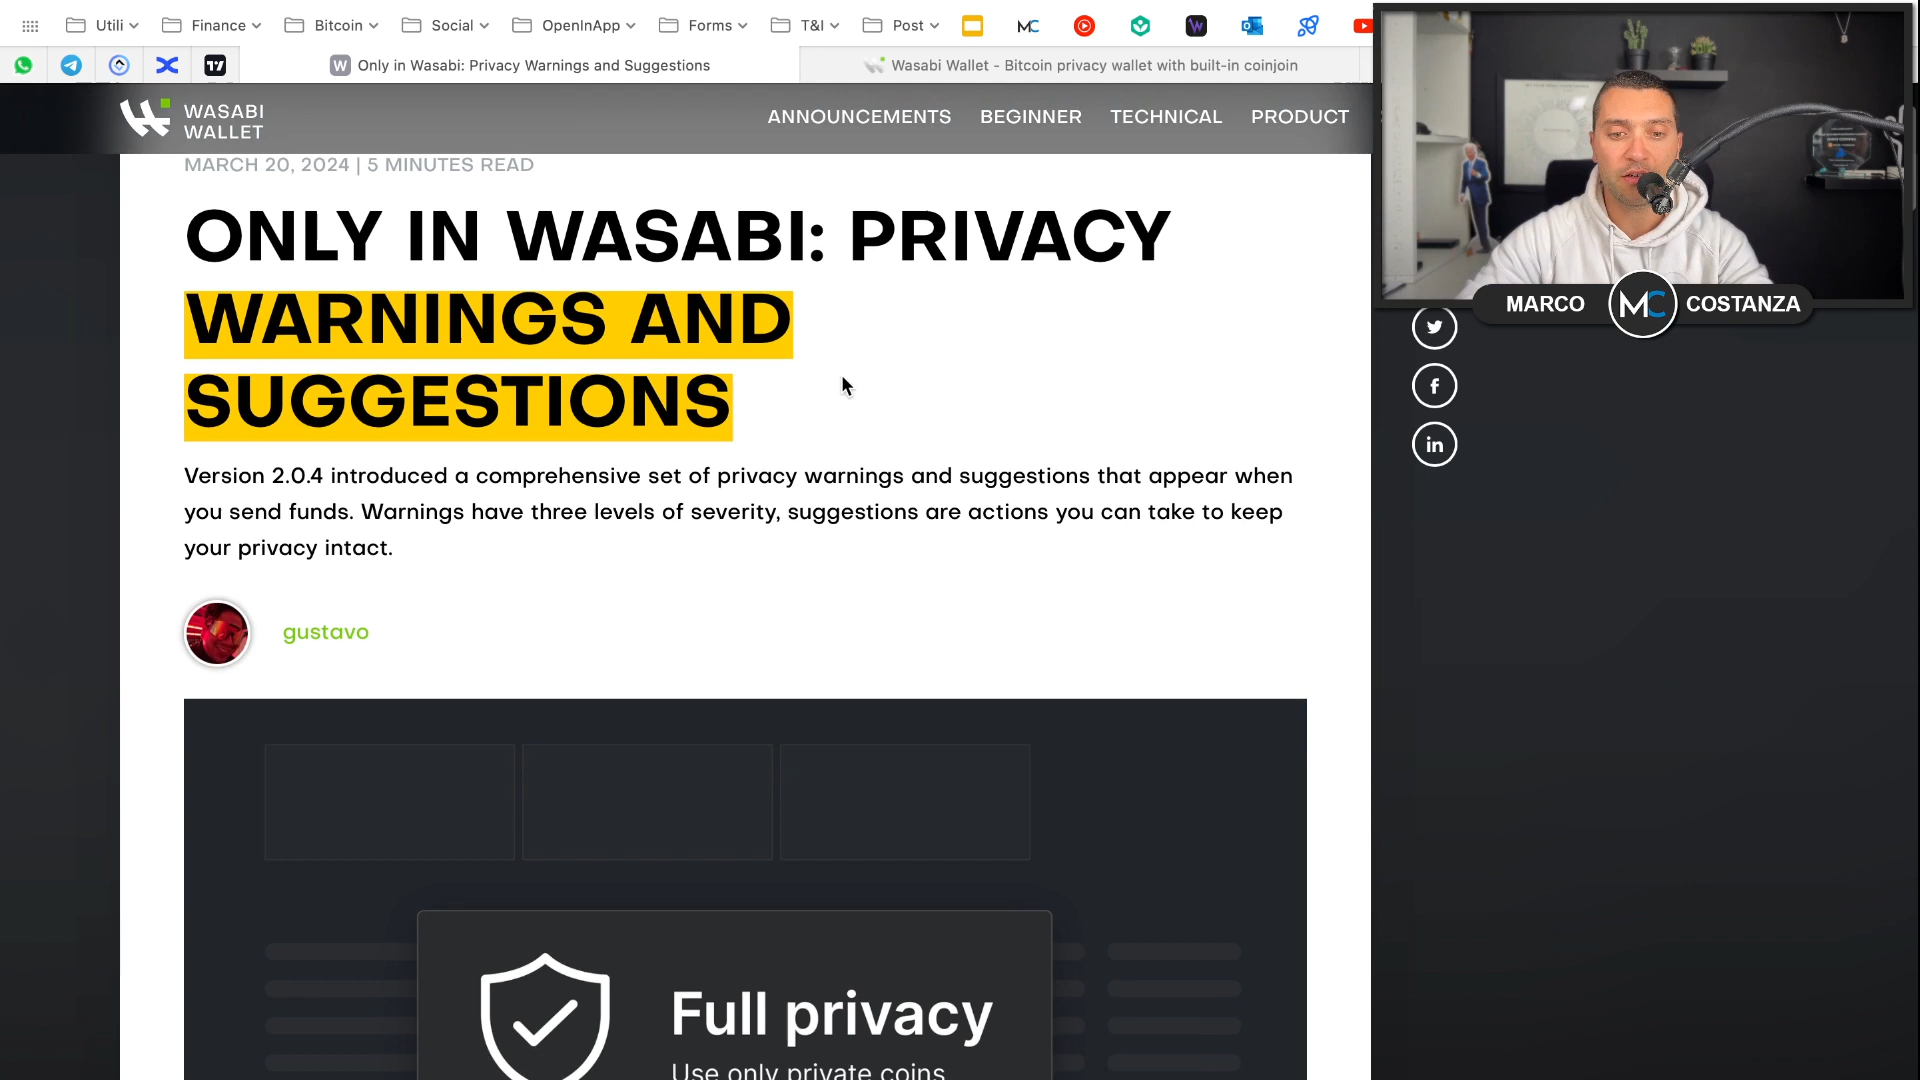 Utili
Finance
Bitcoin
Social
OpenInApp
Forms
T&I
Post
MC
Only in Wasabi: Privacy Warnings and Suggestions
Wasabi Wallet - Bitcoin privacy wallet with built-in coinjoin
WASABI
WALLET
ANNOUNCEMENTS
BEGINNER
TECHNICAL
PRODUCT
MARCH 20, 2024 | 5 MINUTES READ
ONLY IN WASABI: PRIVACY
WARNINGS AND
SUGGESTIONS
Version 2.0.4 introduced a comprehensive set of privacy warnings and suggestions that appear when
you send funds. Warnings have three levels of severity, suggestions are actions you can take to keep
your privacy intact.
gustavo
Full privacy
Use only private coins
MARCO
MC
COSTANZA